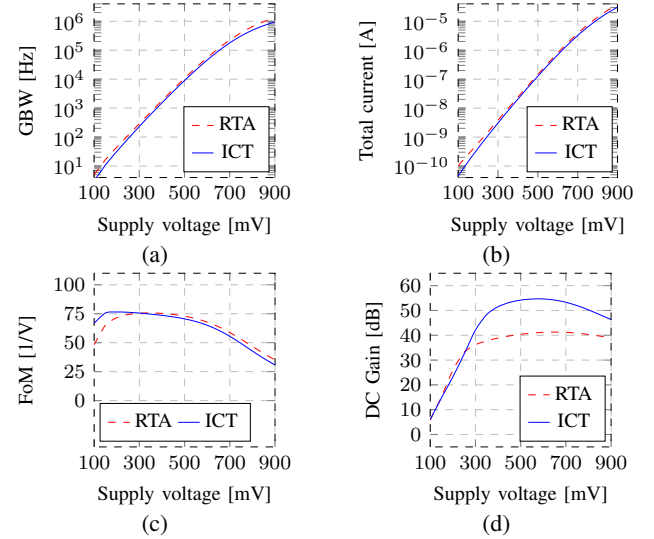 GBW [Hz]
10^6
10^5
10^4
10^3
10^2
10^1
RTA
ICT
100 300 500 700 900
Supply voltage [mV]
(a)
Total current [A]
10^−5
10^−6
10^−7
10^−8
10^−9
10^−10
RTA
ICT
100 300 500 700 900
Supply voltage [mV]
(b)
FoM [1/V]
100
75
50
25
0
RTA ICT
100 300 500 700 900
Supply voltage [mV]
(c)
DC Gain [dB]
60
50
40
30
20
10
0
RTA
ICT
100 300 500 700 900
Supply voltage [mV]
(d)